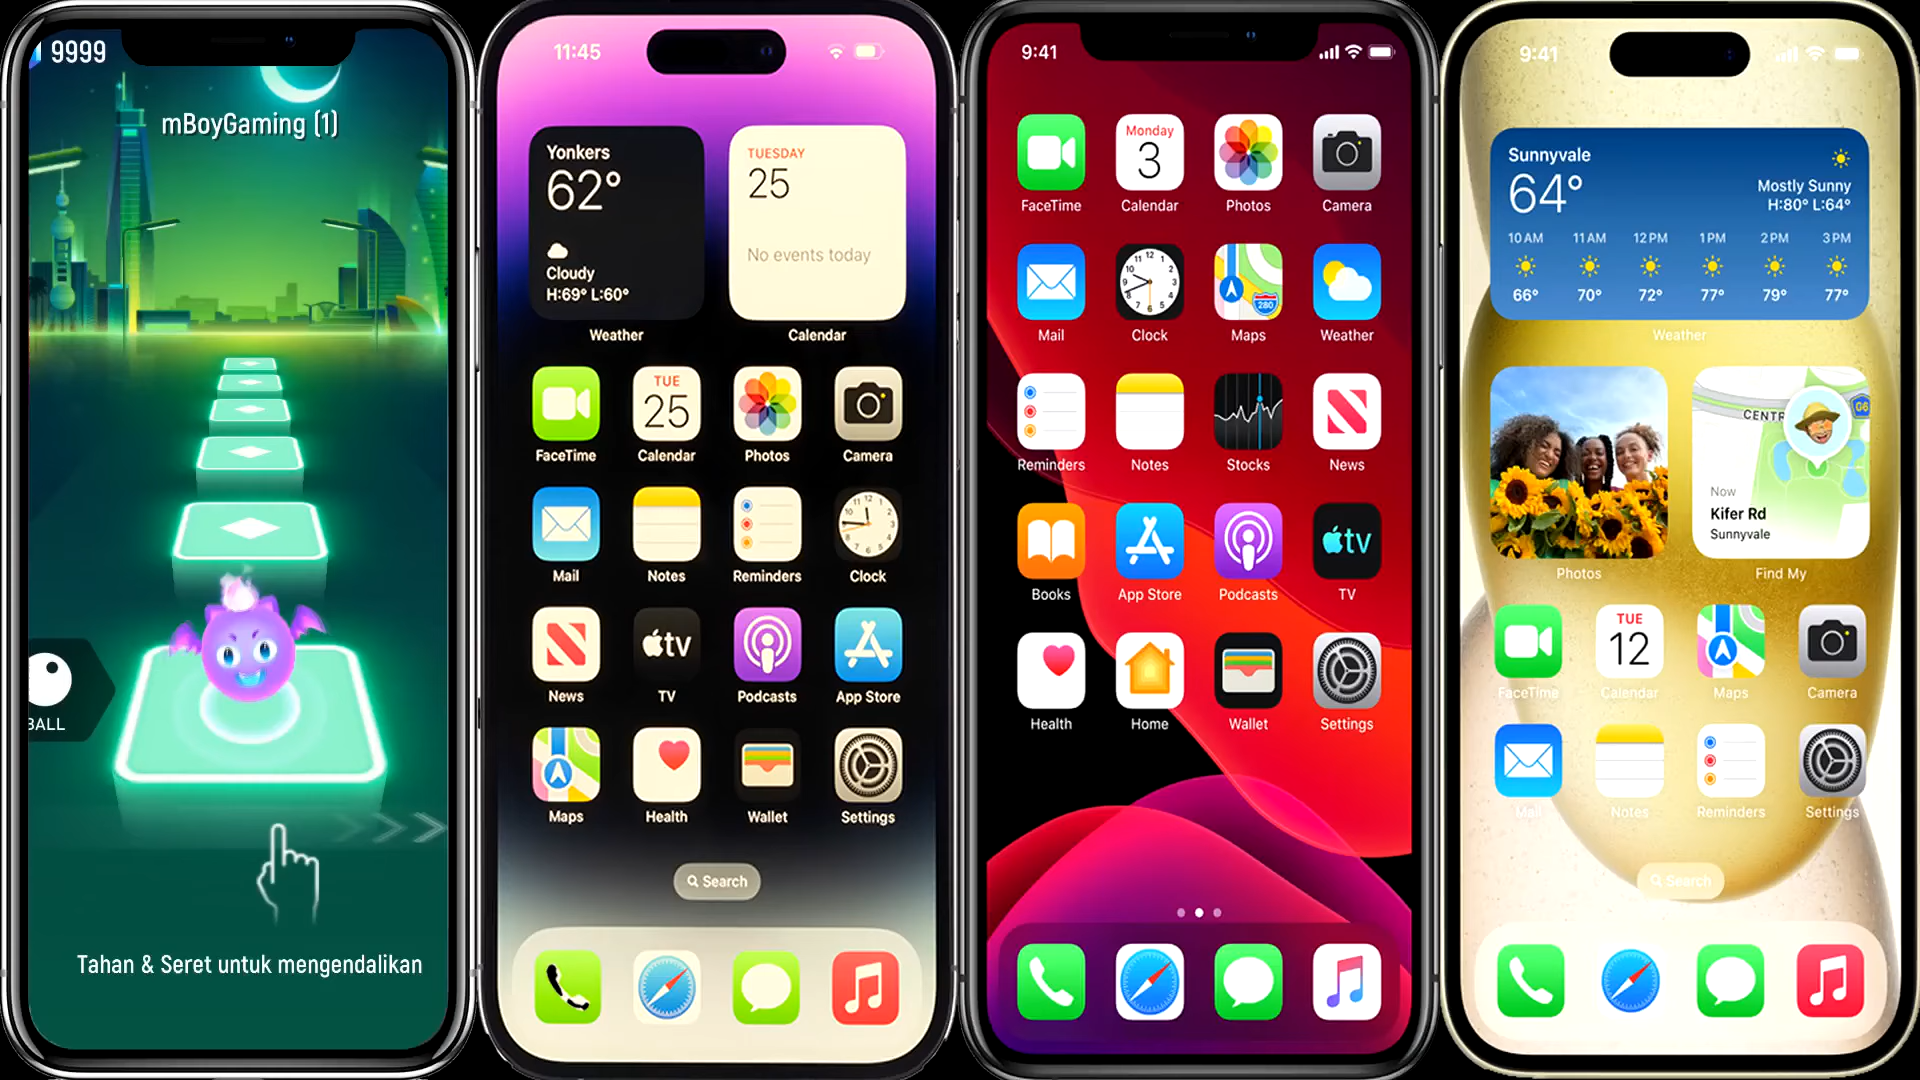 9999
mBoyGaming (1)
BALL
Tahan & Seret untuk mengendalikan
11:45
Yonkers
62°
Cloudy
H:69° L:60°
Weather
TUESDAY
25
No events today
Calendar
FaceTime
TUE
25
Calendar
Photos
Camera
Mail
Notes
Reminders
Clock
News
tv
TV
Podcasts
App Store
Maps
Health
Wallet
Settings
Search
9:41
FaceTime
Monday
3
Calendar
Photos
Camera
Mail
Clock
280
Maps
Weather
Reminders
Notes
Stocks
News
Books
App Store
Podcasts
tv
TV
Health
Home
Wallet
Settings
9:41
Sunnyvale
64°
Mostly Sunny
H:80° L:64°
10 AM 11 AM 12 PM 1 PM 2 PM 3 PM
66° 70° 72° 77° 79° 77°
Weather
Photos
CENTR
G6
Now
Kifer Rd
Sunnyvale
Find My
FaceTime
TUE
12
Calendar
Maps
Camera
Mail
Notes
Reminders
Settings
Search